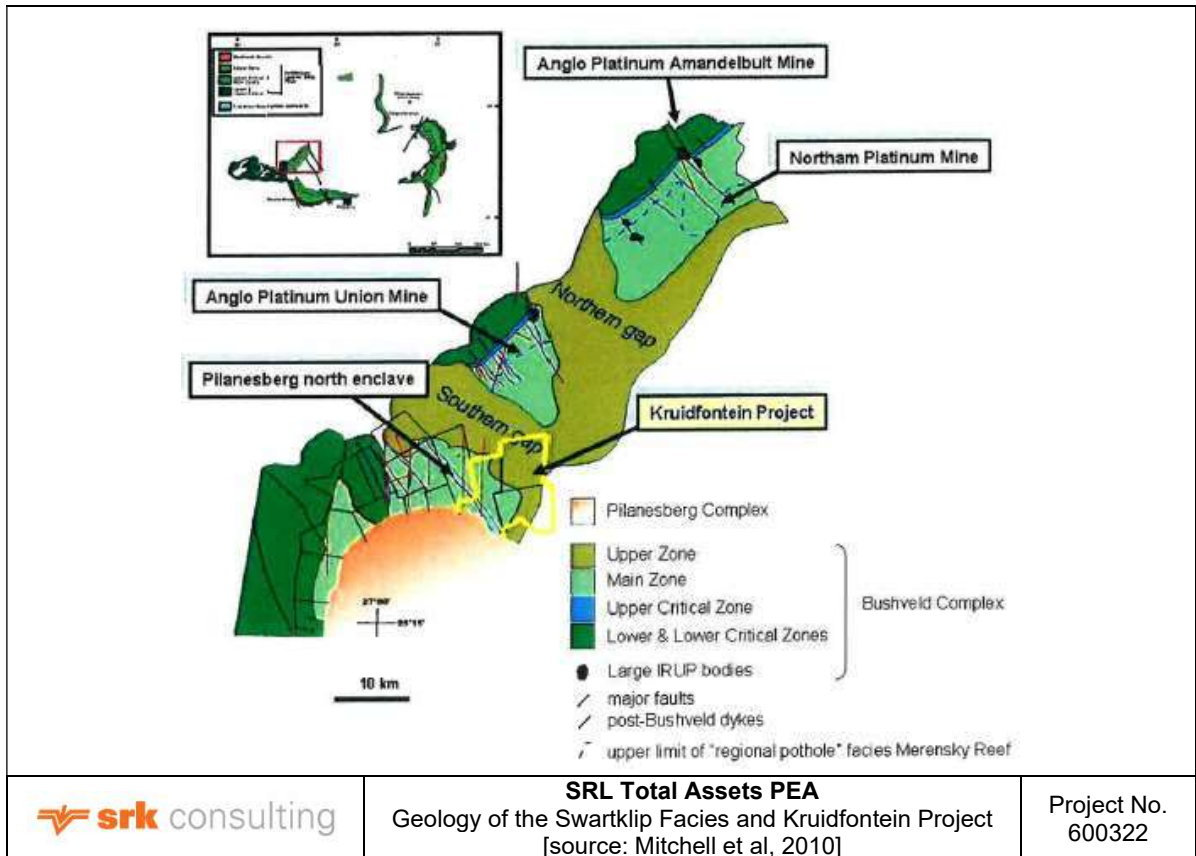 Anglo Platinum Amandelbult Mine
Northam Platinum Mine
Northern gap
Anglo Platinum Union Mine
Pilanesberg north enclave
Southern gap
Kruidfontein Project
Pilanesberg Complex
Upper Zone
Main Zone
Upper Critical Zone
Lower & Lower Critical Zones
Bushveld Complex
Large IRUP bodies
major faults
post-Bushveld dykes
upper limit of "regional pothole" facies Merensky Reef
10 km
srk consulting
SRL Total Assets PEA
Geology of the Swartklip Facies and Kruidfontein Project
[source: Mitchell et al, 2010]
Project No.
600322